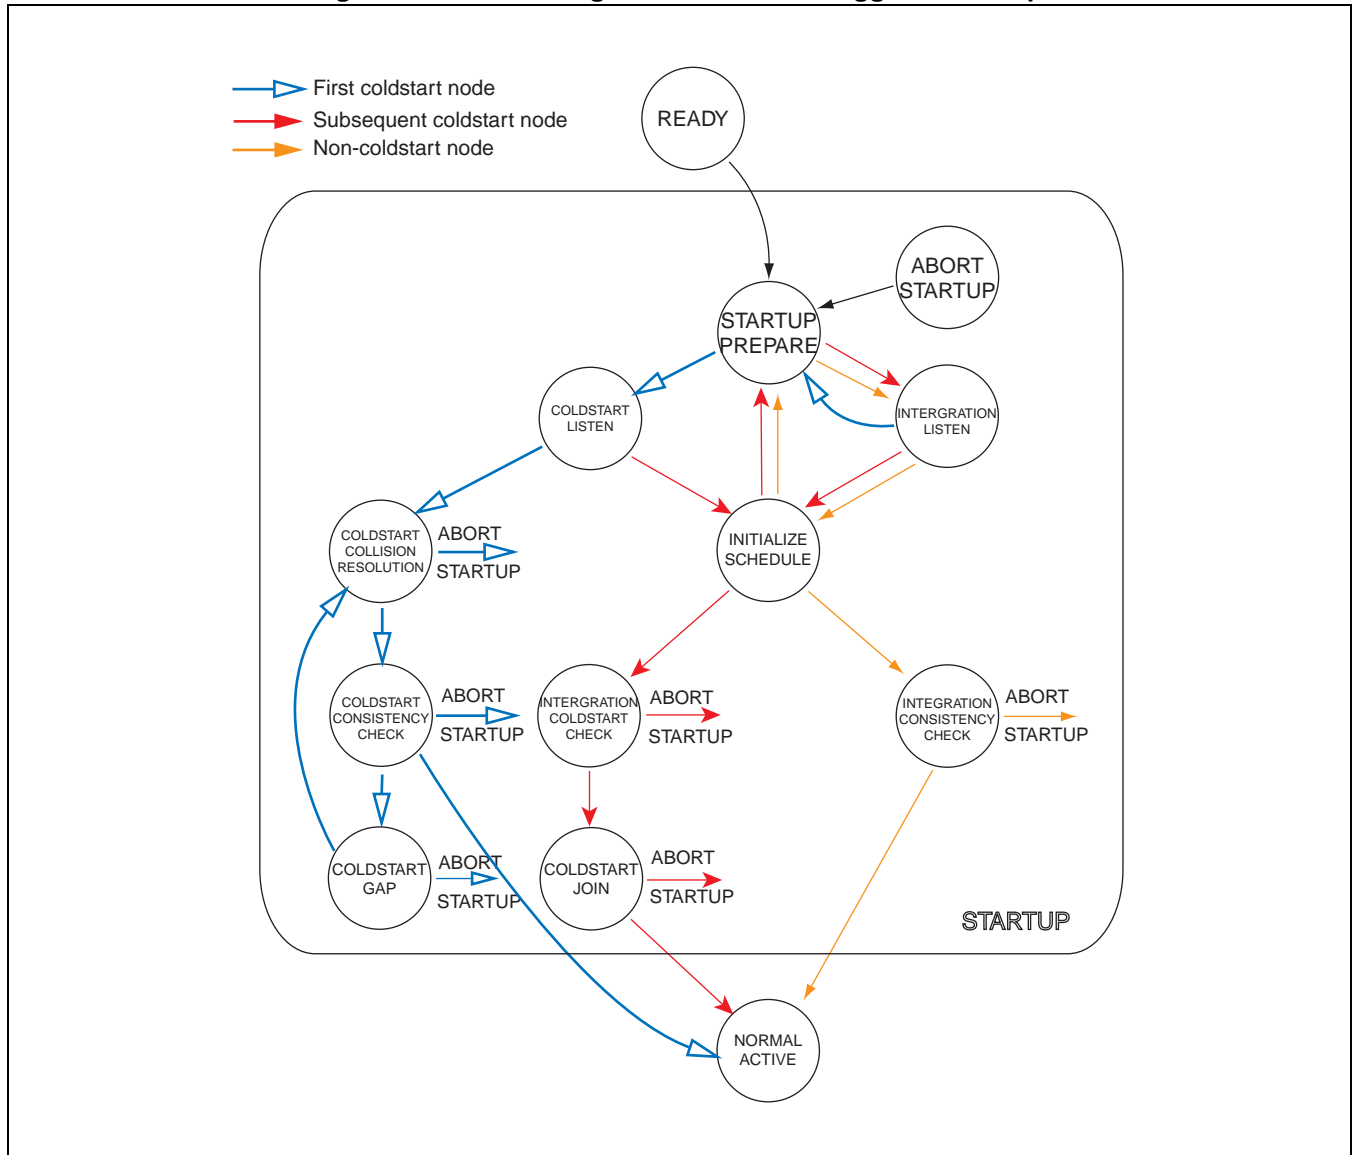 First coldstart node
Subsequent coldstart node
Non-coldstart node
READY
ABORT
STARTUP
STARTUP
PREPARE
COLDSTART
LISTEN
INTERGRATION
LISTEN
COLDSTART
COLLISION
RESOLUTION
ABORT
STARTUP
INITIALIZE
SCHEDULE
COLDSTART
CONSISTENCY
CHECK
ABORT
STARTUP
INTERGRATION
COLDSTART
CHECK
ABORT
STARTUP
INTEGRATION
CONSISTENCY
CHECK
ABORT
STARTUP
COLDSTART
GAP
ABORT
STARTUP
COLDSTART
JOIN
ABORT
STARTUP
STARTUP
NORMAL
ACTIVE